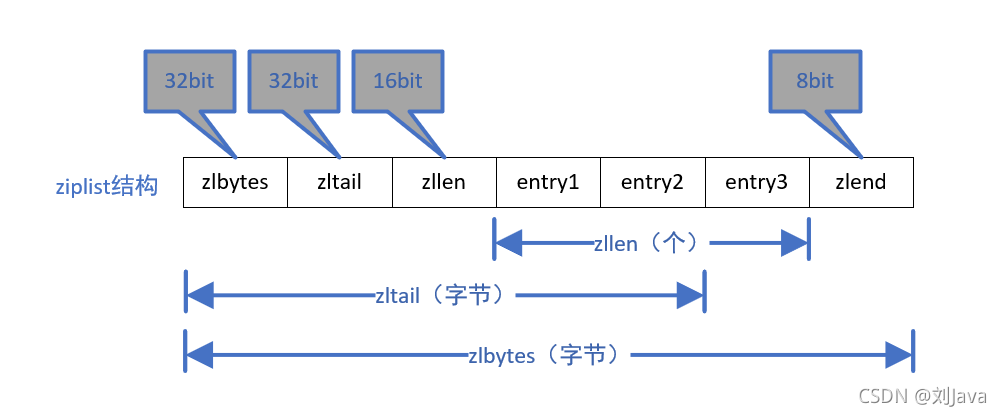 32bit 32bit 16bit 8bit
ziplist结构 zlbytes zltail zllen entry1 entry2 entry3 zlend
zllen（个）
zltail（字节）
zlbytes（字节）
CSDN @刘Java